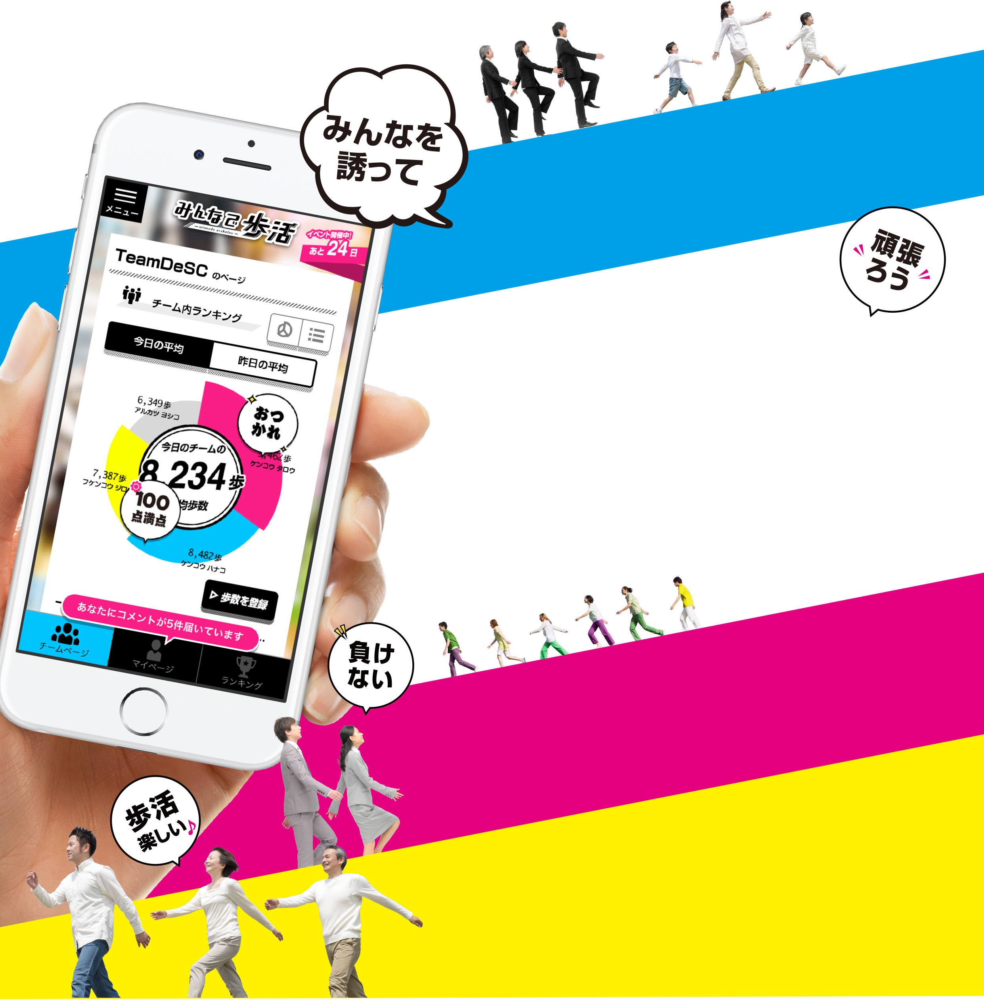 みんなを
誘って
頑張
ろう
メニュー
みんなで歩活
— minnade arukatsu —
イベント開催中!
あと24日
TeamDeSC のページ
チーム内ランキング
今日の平均
昨日の平均
6,349歩
アルカツ ヨシコ
おつ
かれ
462歩
ケンコウ タロウ
今日のチームの
8,234歩
均歩数
7,387歩
フケンコウ ジロ
100
点満点
8,482歩
ケンコウ ハナコ
歩数を登録
あなたにコメントが5件届いています
チームページ
マイページ
ランキング
負け
ない
歩活
楽しい♪